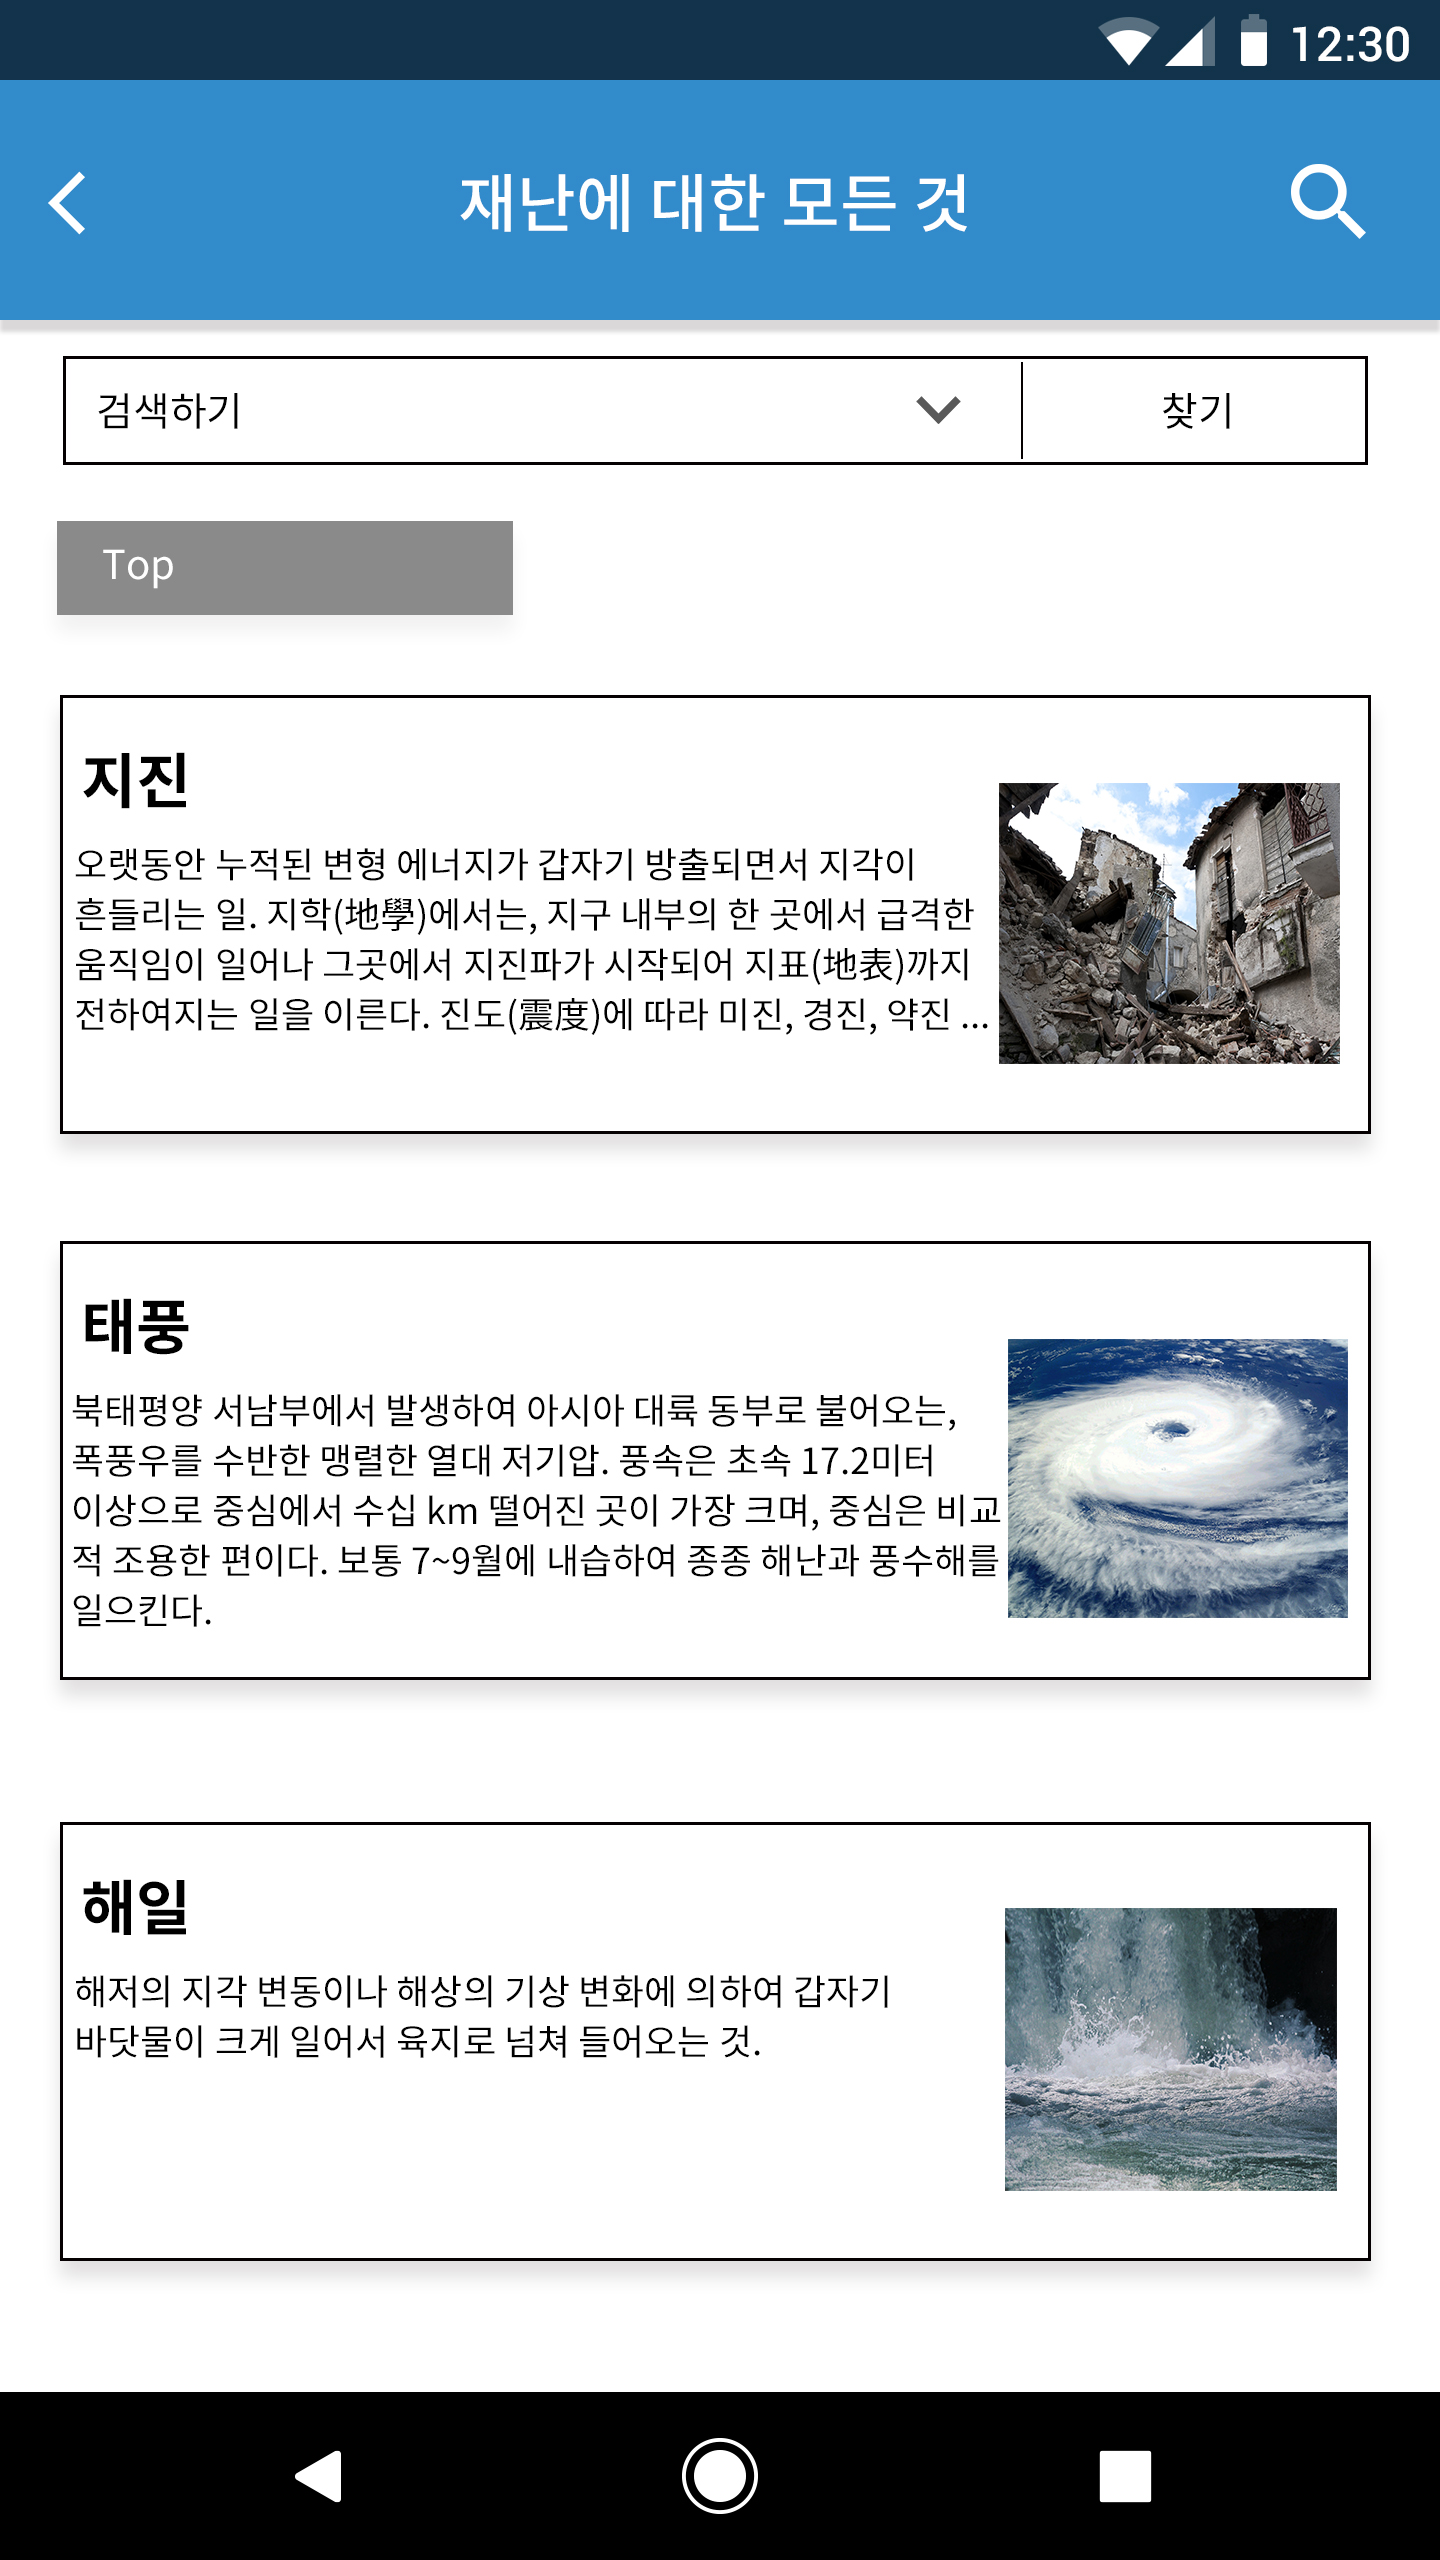 12:30
재난에 대한 모든 것
검색하기
찾기
Top
지진
오랫동안 누적된 변형 에너지가 갑자기 방출되면서 지각이
흔들리는 일. 지학(地學)에서는, 지구 내부의 한 곳에서 급격한
움직임이 일어나 그곳에서 지진파가 시작되어 지표(地表)까지
전하여지는 일을 이른다. 진도(震度)에 따라 미진, 경진, 약진 ...
태풍
북태평양 서남부에서 발생하여 아시아 대륙 동부로 불어오는,
폭풍우를 수반한 맹렬한 열대 저기압. 풍속은 초속 17.2미터
이상으로 중심에서 수십 km 떨어진 곳이 가장 크며, 중심은 비교
적 조용한 편이다. 보통 7~9월에 내습하여 종종 해난과 풍수해를
일으킨다.
해일
해저의 지각 변동이나 해상의 기상 변화에 의하여 갑자기
바닷물이 크게 일어서 육지로 넘쳐 들어오는 것.